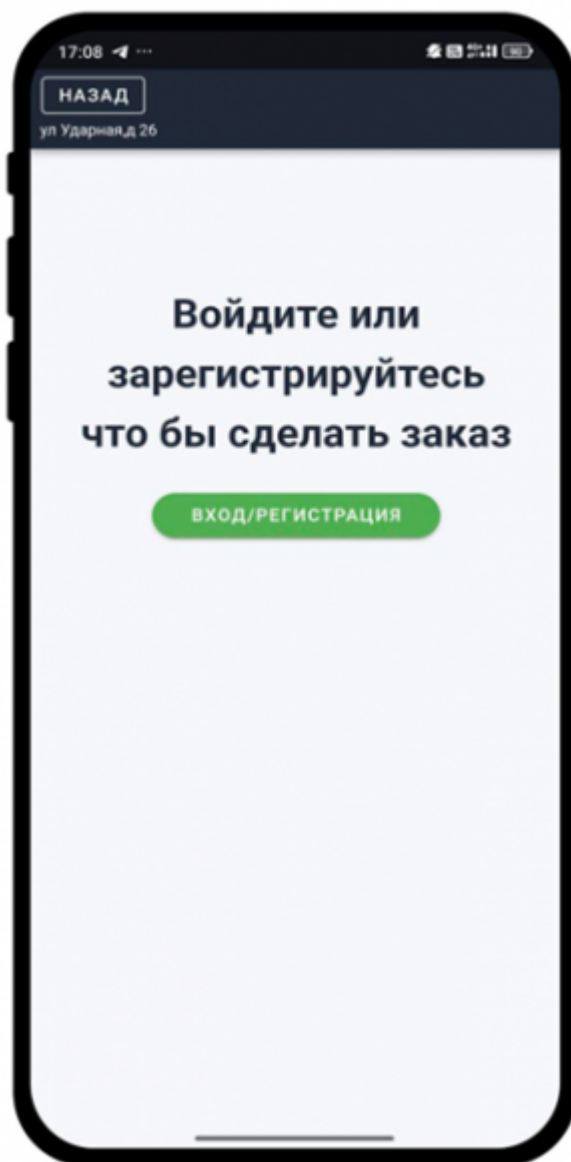 17:08
НАЗАД
ул Ударная,д 26
Войдите или
зарегистрируйтесь
что бы сделать заказ
ВХОД/РЕГИСТРАЦИЯ